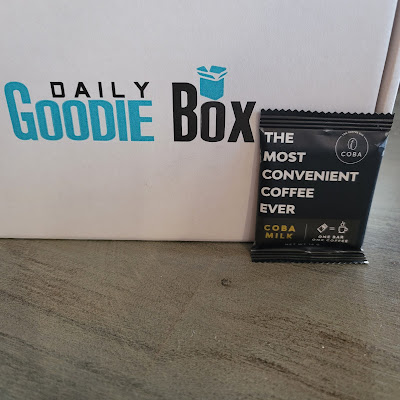 DAILY
GOODIE BOX
THE
MOST
CONVENIENT
COFFEE
EVER
COBA
COBA
MILK
=
ONE BAR
ONE COFFEE